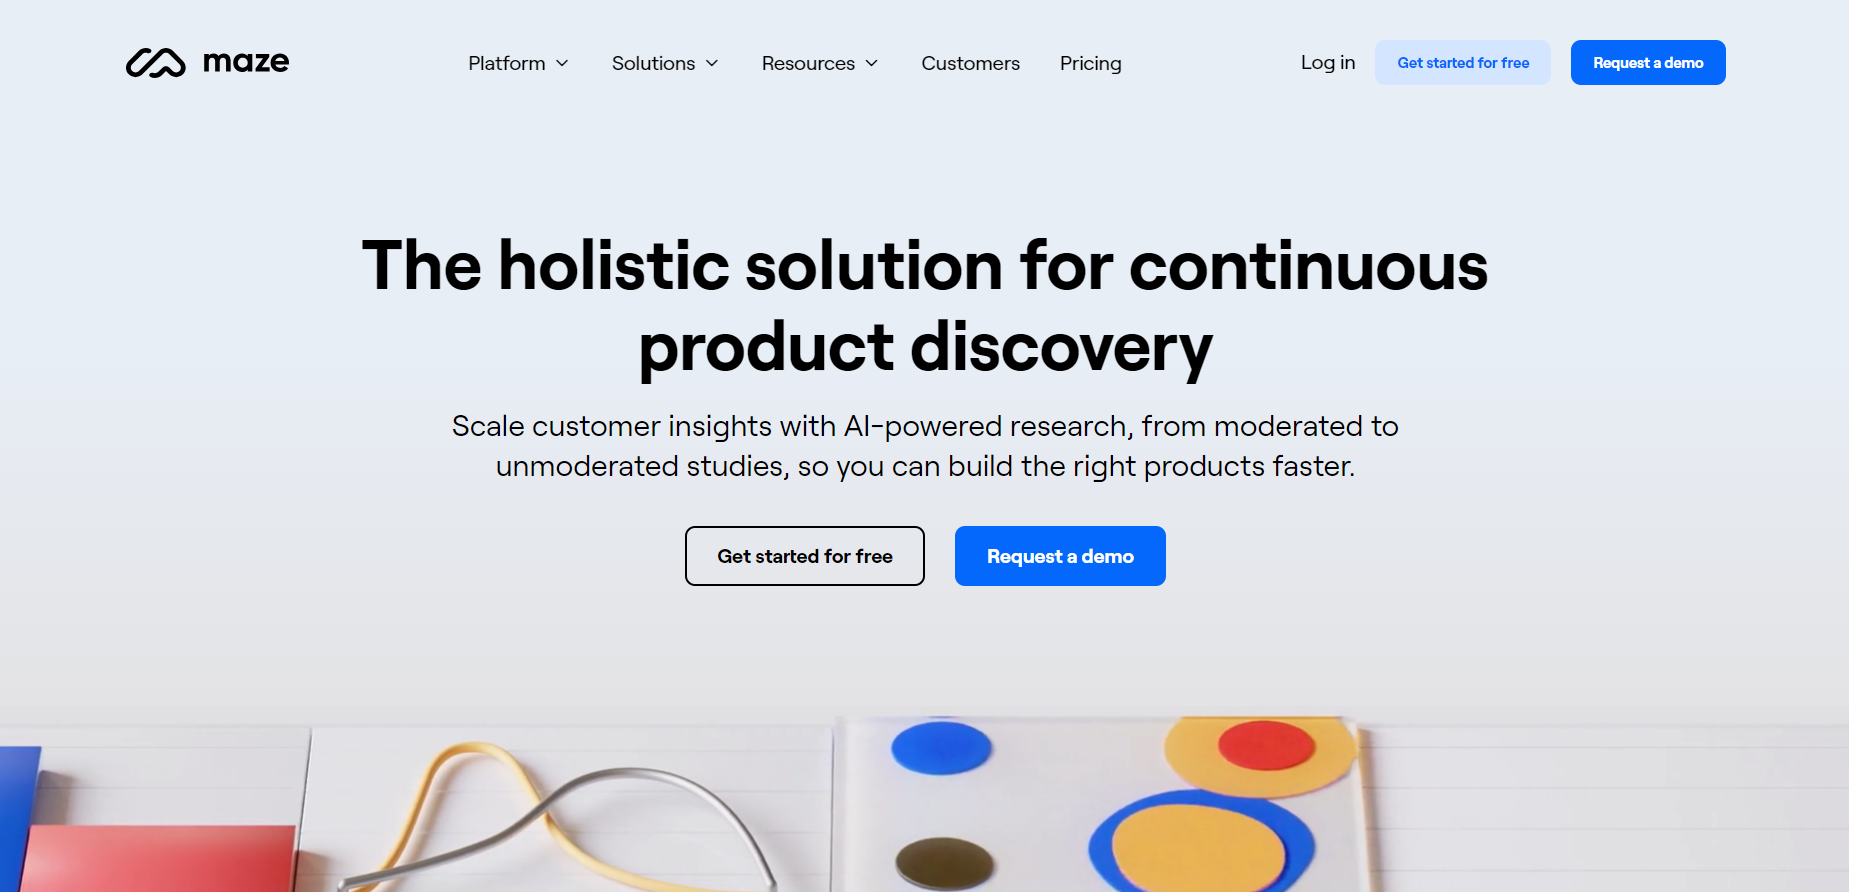 maze
Platform
Solutions
Resources
Customers
Pricing
Log in
Get started for free
Request a demo
The holistic solution for continuous
product discovery
Scale customer insights with AI-powered research, from moderated to
unmoderated studies, so you can build the right products faster.
Get started for free
Request a demo